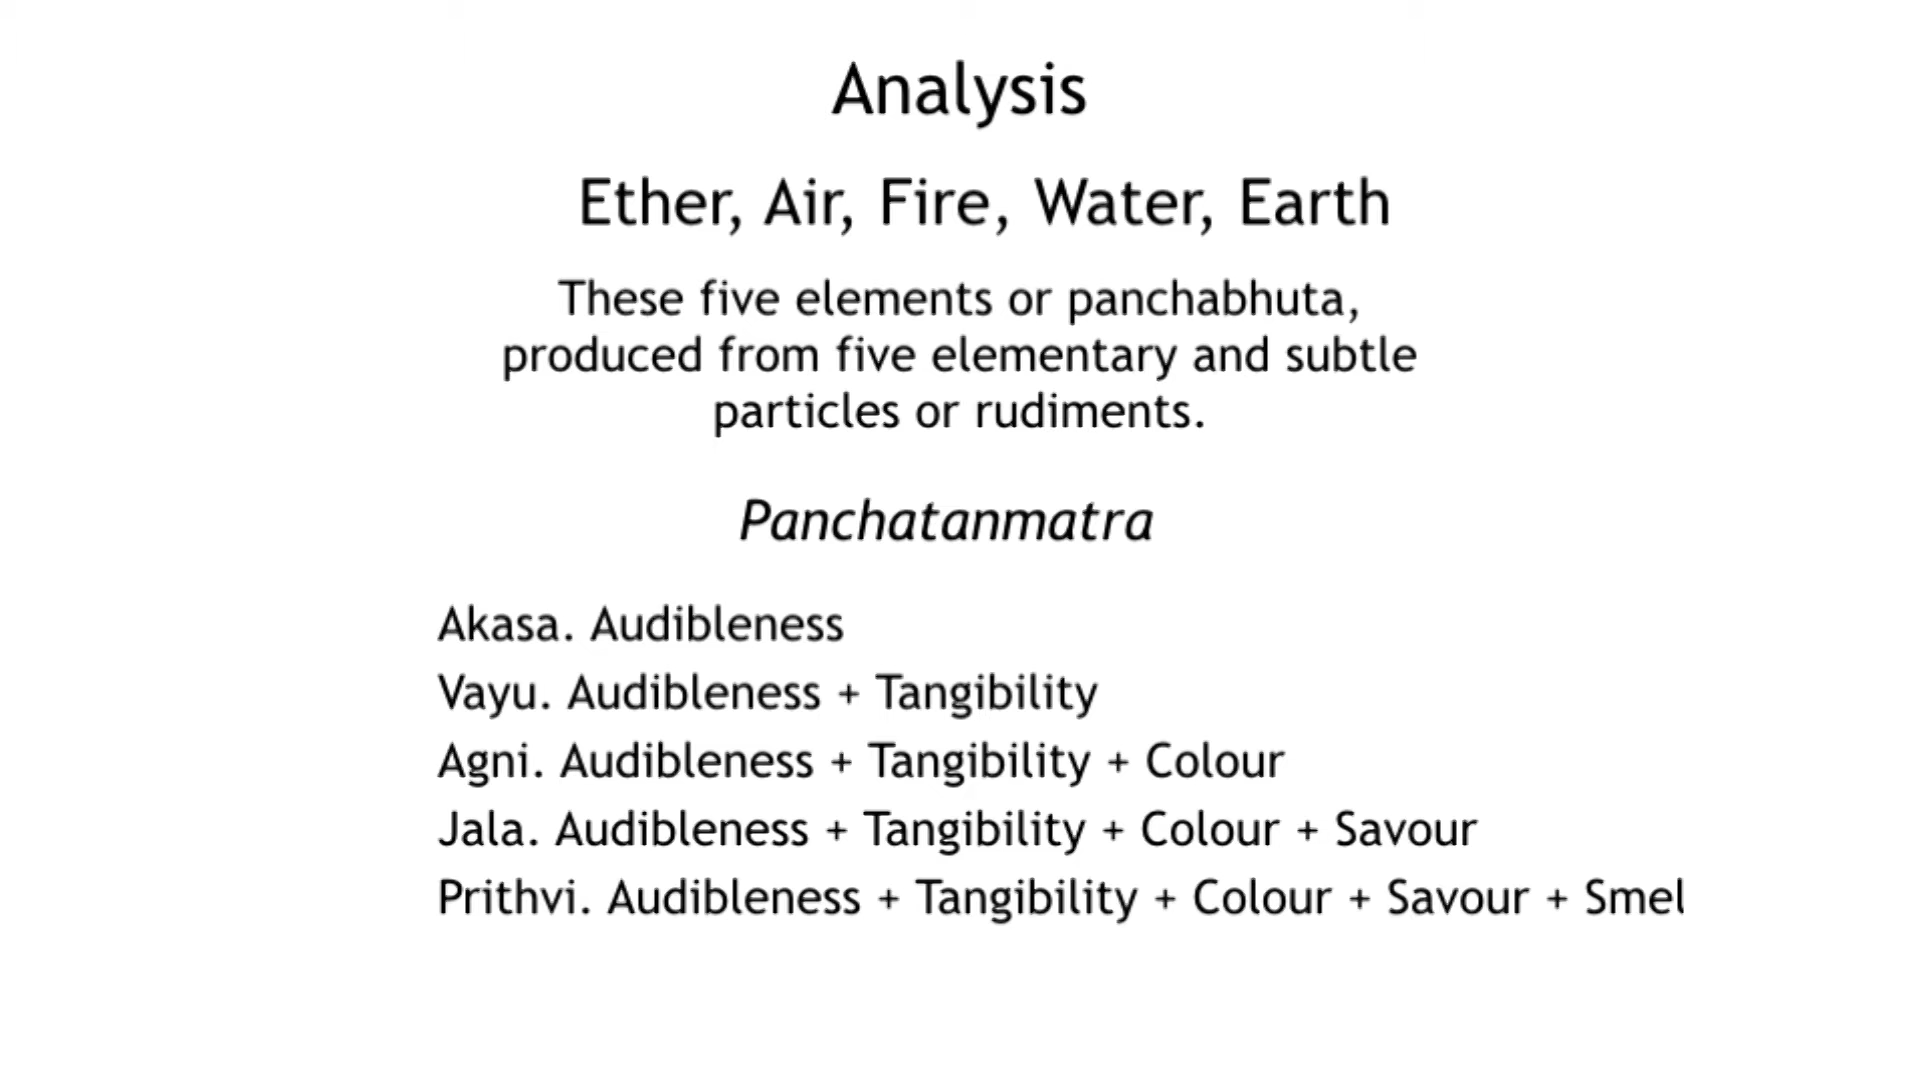 Analysis
Ether, Air, Fire, Water, Earth
These five elements or panchabhuta,
produced from five elementary and subtle
particles or rudiments.
Panchatanmatra
Akasa. Audibleness
Vayu. Audibleness + Tangibility
Agni. Audibleness + Tangibility + Colour
Jala. Audibleness + Tangibility + Colour + Savour
Prithvi. Audibleness + Tangibility + Colour + Savour + Smel